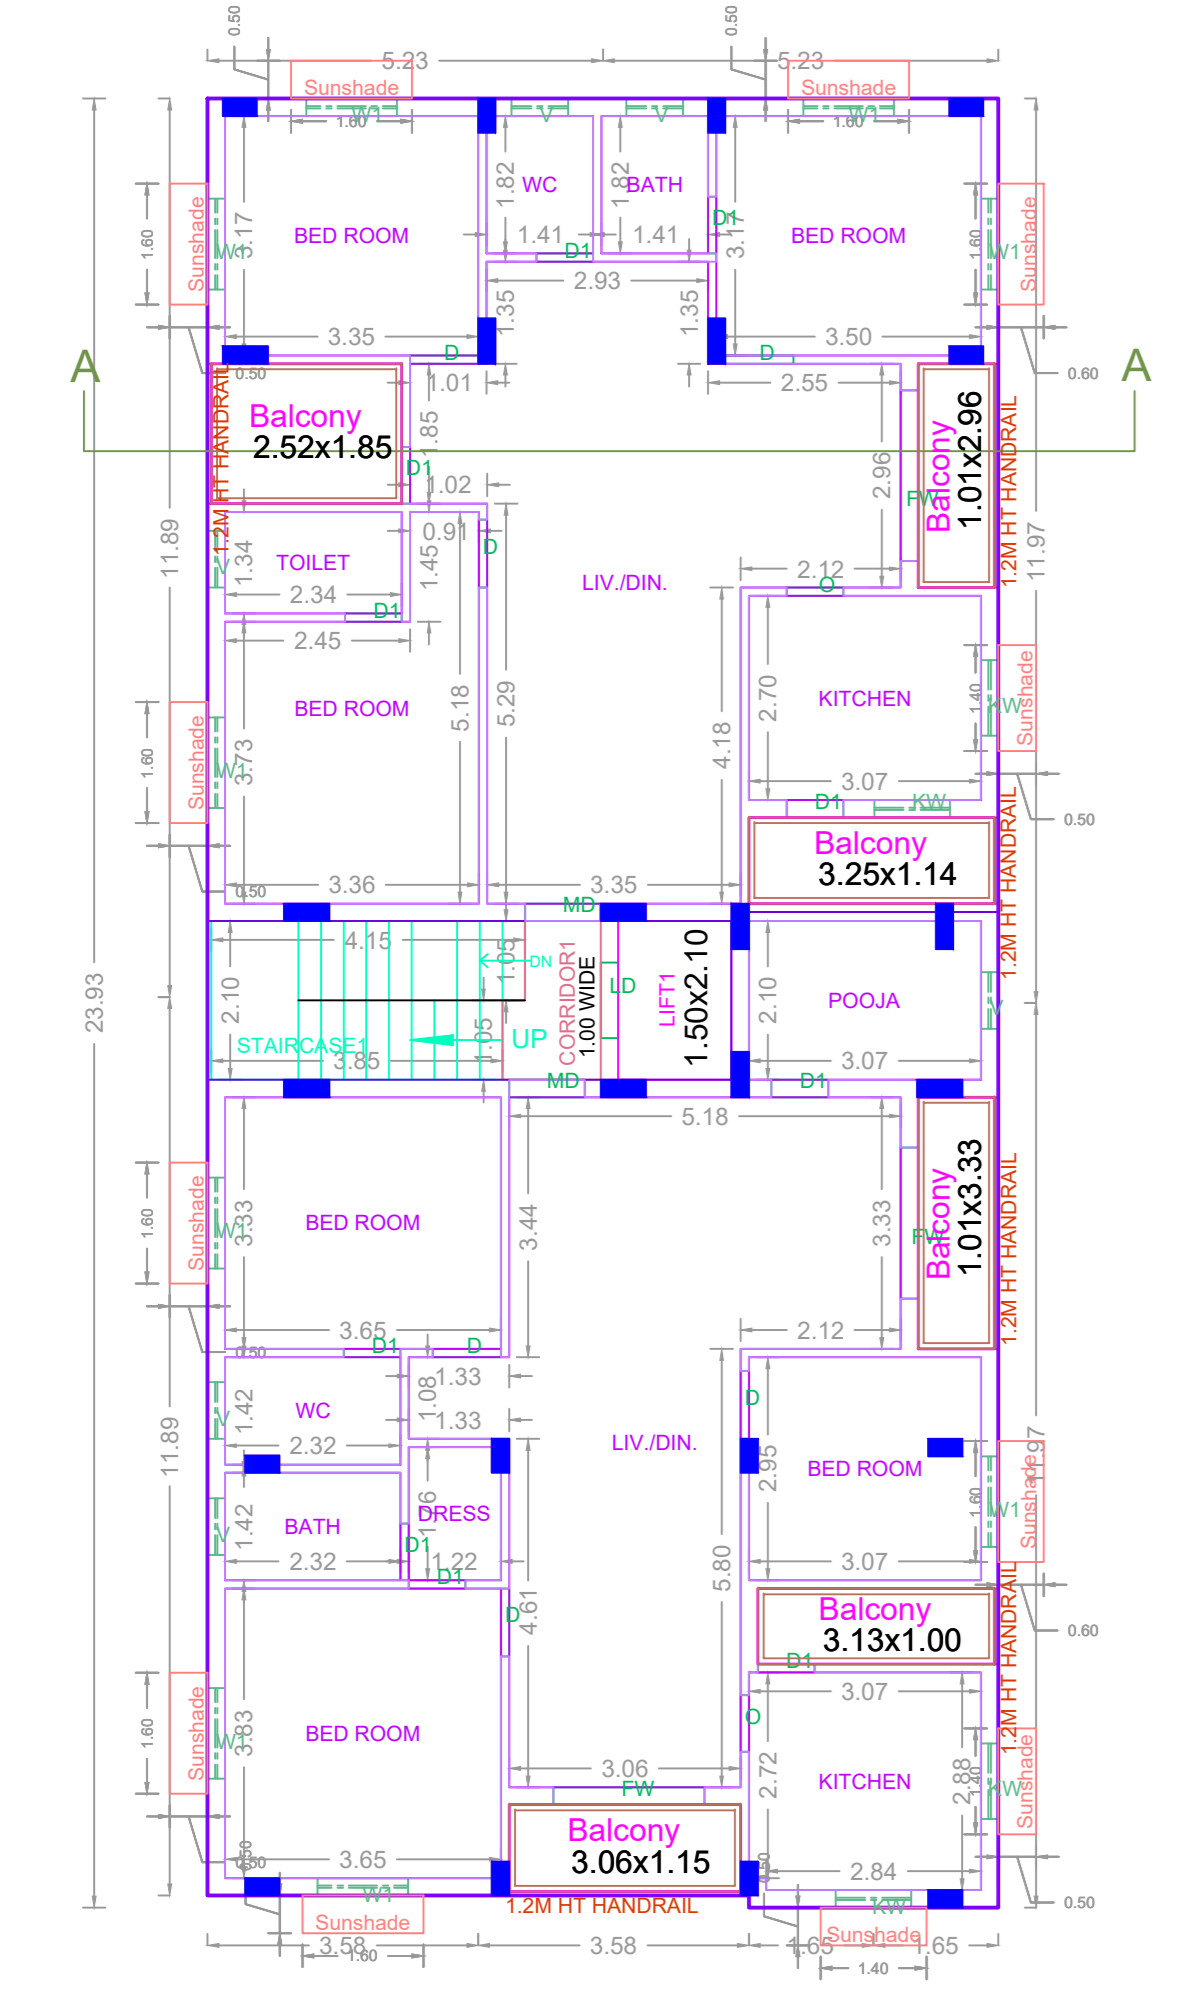 0.50
0.50
5.23
5.23
Sunshade
Sunshade
W1
V
V
W1
1.60
1.60
1.82
WC
1.82
BATH
Sunshade
1.60
W1
3.17
BED ROOM
1.41
D1
1.41
D1
3.17
BED ROOM
1.60
W1
Sunshade
2.93
1.35
1.35
3.35
3.50
D
D
A
A
0.50
1.01
2.55
0.60
Balcony
2.52x1.85
1.2M HT HANDRAIL
1.85
D1
1.02
2.96
FW
Balcony
1.01x2.96
1.2M HT HANDRAIL
11.89
11.97
0.91
D
V
1.34
TOILET
1.45
2.34
D1
LIV./DIN.
2.12
O
2.45
BED ROOM
5.18
5.29
4.18
2.70
KITCHEN
1.40
KW
Sunshade
1.60
Sunshade
W1
3.73
3.07
D1
KW
0.50
Balcony
3.25x1.14
1.2M HT HANDRAIL
0.50
3.36
3.35
MD
4.15
1.05
DN
CORRIDOR1
1.00 WIDE
LD
LIFT1
1.50x2.10
2.10
2.10
POOJA
V
23.93
STAIRCASE1
UP
1.05
3.85
3.07
MD
D1
5.18
Sunshade
1.60
W1
3.33
BED ROOM
3.44
3.33
FW
Balcony
1.01x3.33
1.2M HT HANDRAIL
3.65
2.12
0.50
D1
D
1.33
1.08
1.33
V
1.42
WC
2.32
11.89
LIV./DIN.
D
2.95
BED ROOM
1.60
W1
Sunshade
11.97
V
1.42
BATH
2.32
1.76
DRESS
D1
1.22
D1
5.80
3.07
4.61
D
Balcony
3.13x1.00
1.2M HT HANDRAIL
0.60
D1
3.07
Sunshade
1.60
W1
3.83
BED ROOM
O
2.72
KITCHEN
2.88
1.40
KW
Sunshade
3.06
FW
Balcony
3.06x1.15
0.50
0.50
3.65
0.50
2.84
W1
1.2M HT HANDRAIL
KW
0.50
Sunshade
Sunshade
3.58
1.60
3.58
1.65
1.65
1.40